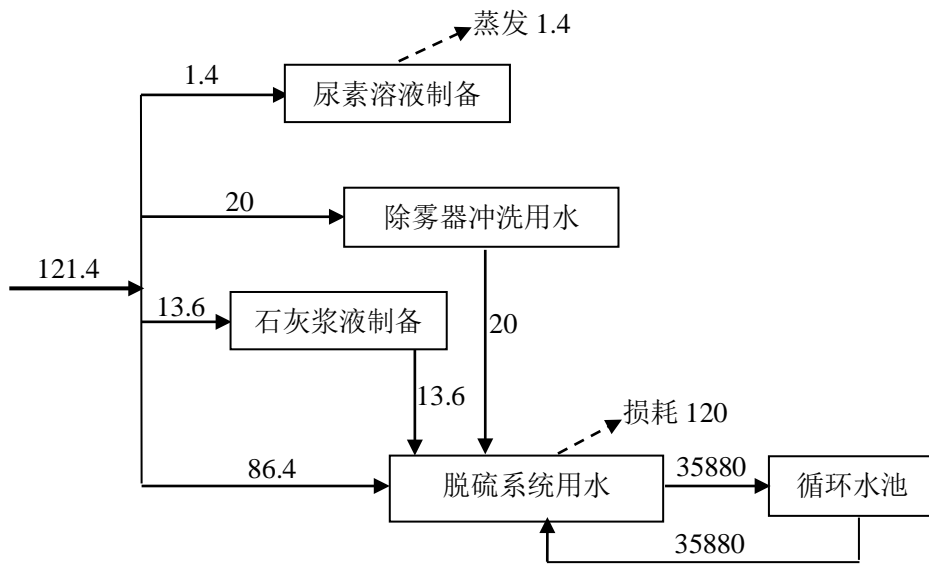 蒸发 1.4
1.4
尿素溶液制备
20
除雾器冲洗用水
121.4
13.6
石灰浆液制备
20
13.6
损耗 120
86.4
脱硫系统用水
35880
循环水池
35880